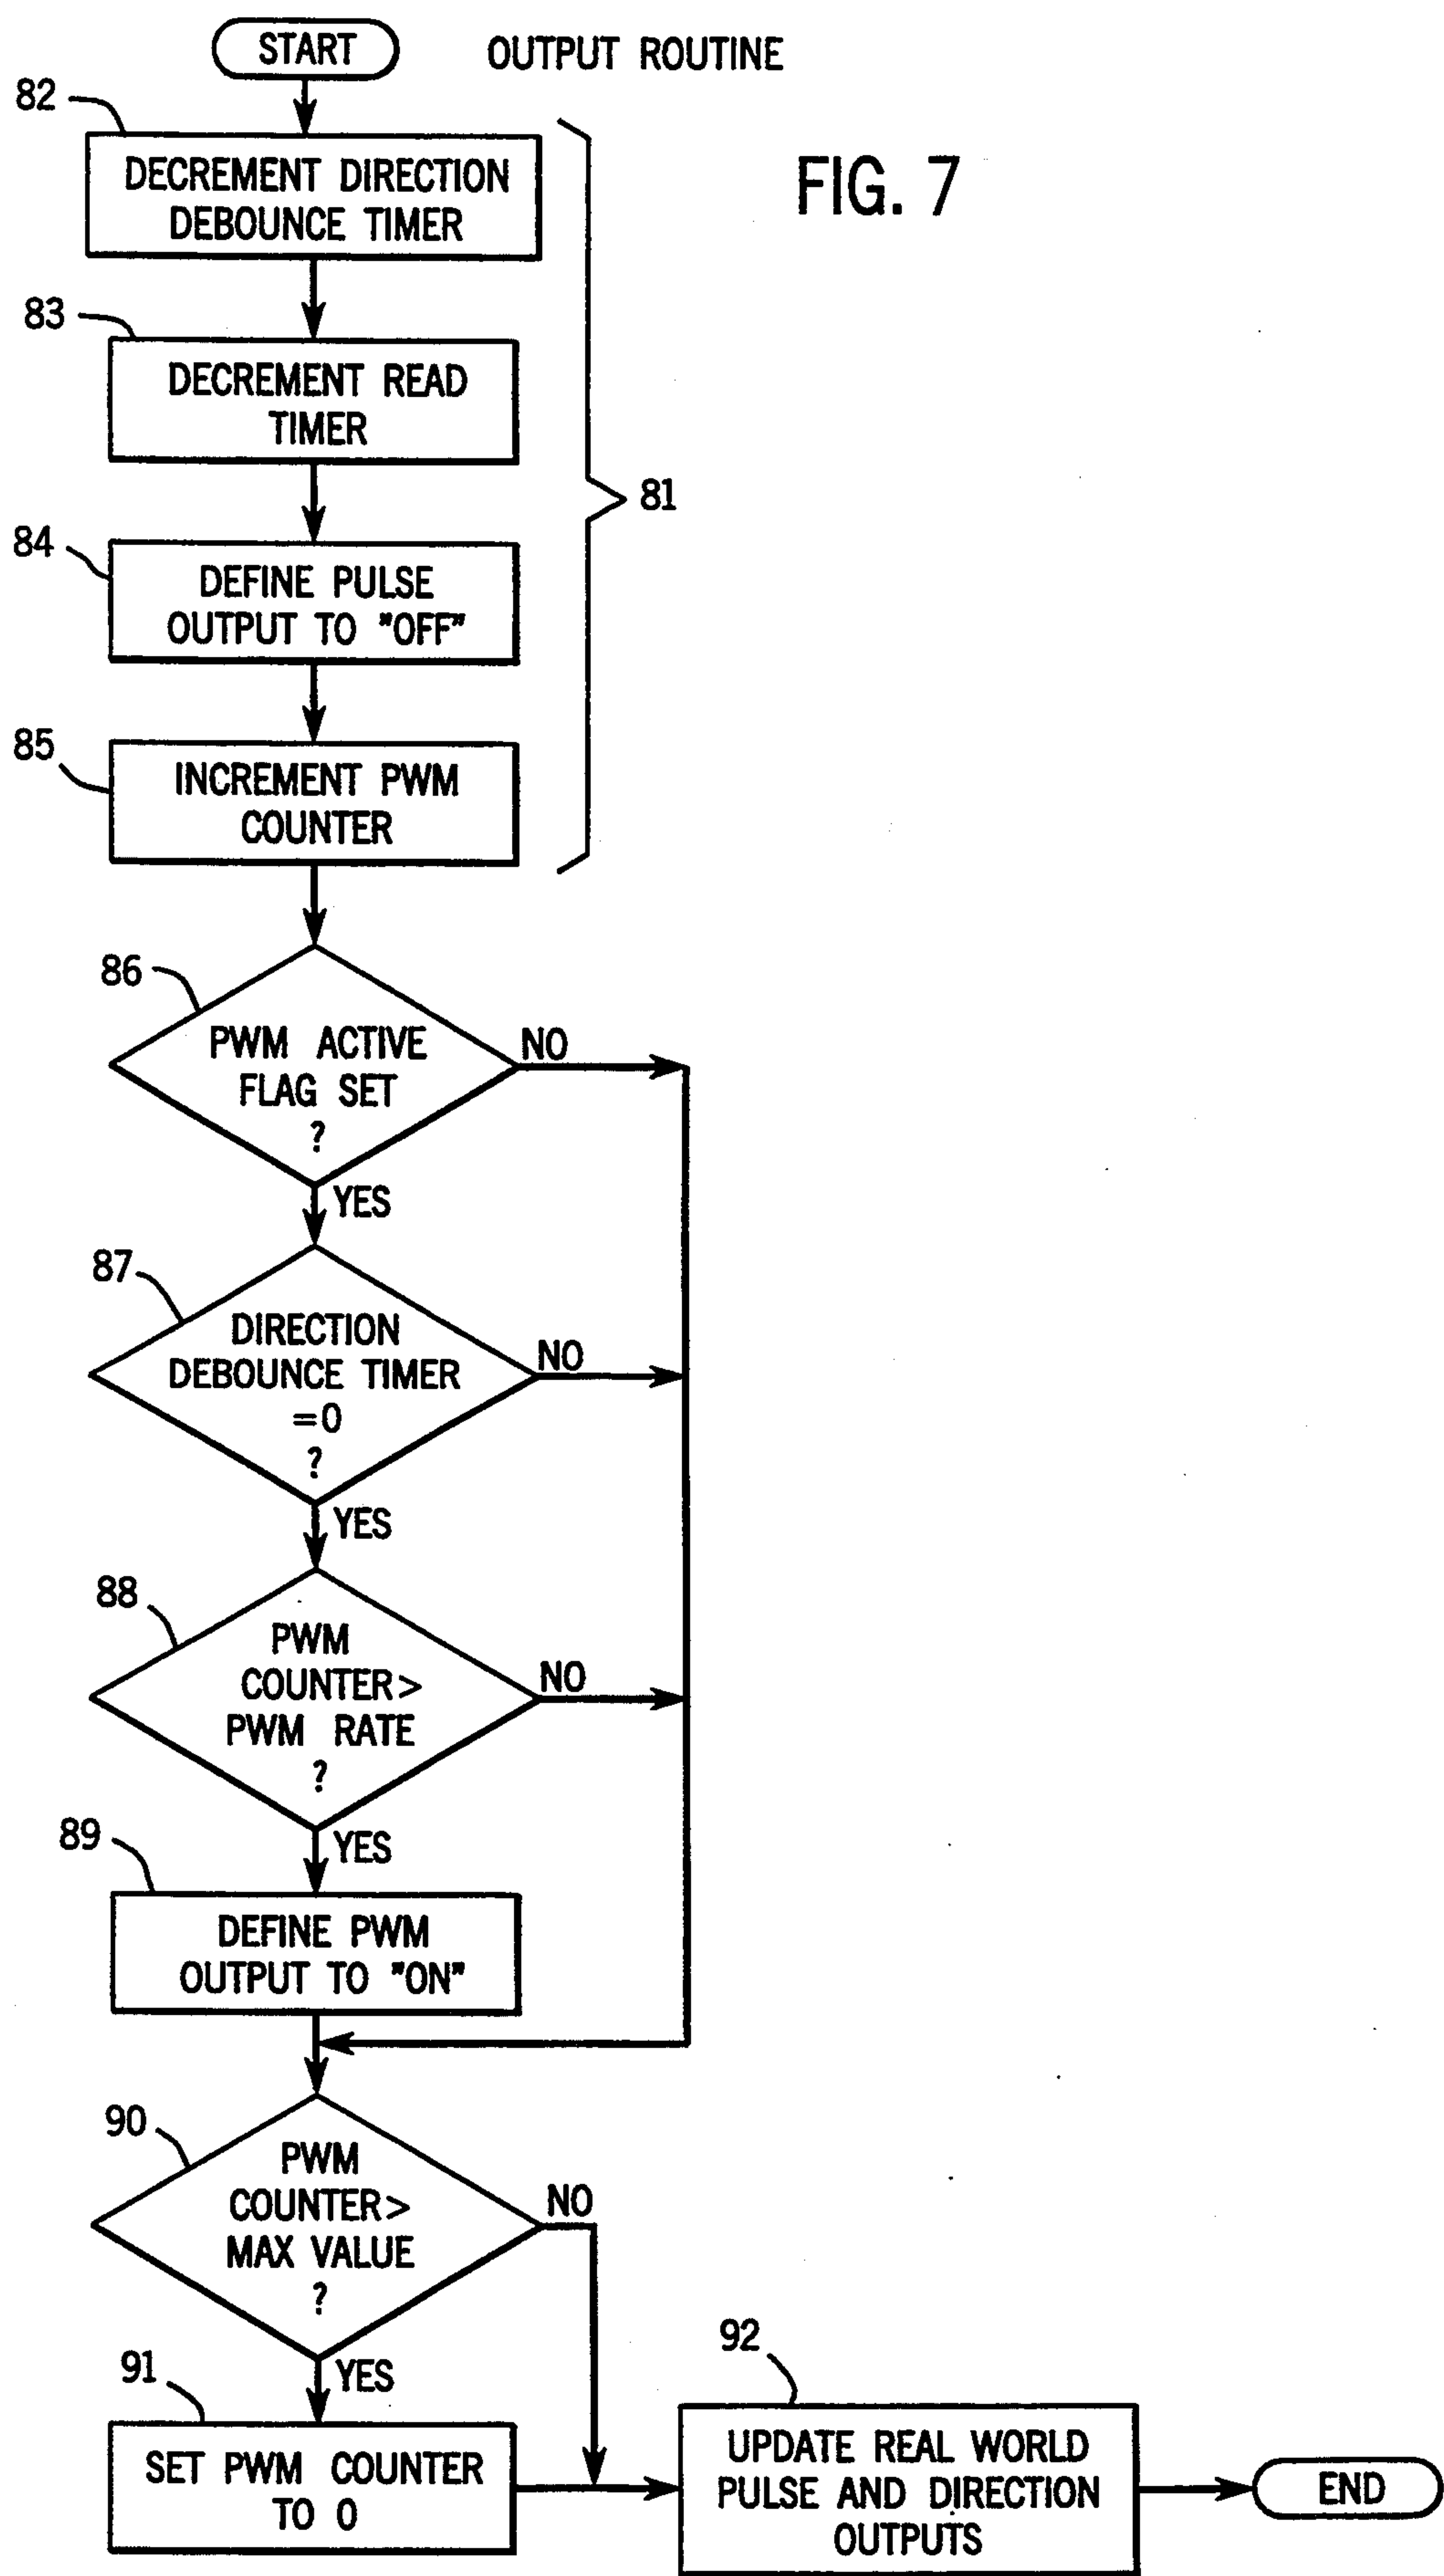 START
OUTPUT ROUTINE
82
DECREMENT DIRECTION
DEBOUNCE TIMER
FIG. 7
83
DECREMENT READ
TIMER
81
84
DEFINE PULSE
OUTPUT TO "OFF"
85
INCREMENT PWM
COUNTER
86
PWM ACTIVE
FLAG SET
?
NO
YES
87
DIRECTION
DEBOUNCE TIMER
=0
?
NO
YES
88
PWM
COUNTER>
PWM RATE
?
NO
YES
89
DEFINE PWM
OUTPUT TO "ON"
90
PWM
COUNTER>
MAX VALUE
?
NO
YES
91
SET PWM COUNTER
TO 0
92
UPDATE REAL WORLD
PULSE AND DIRECTION
OUTPUTS
END